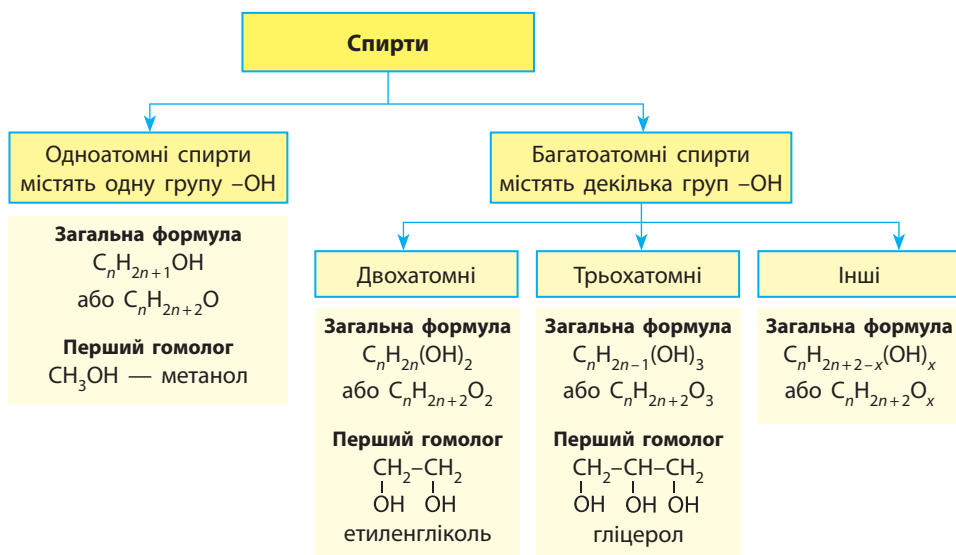 Спирти
Одноатомні спирти
містять одну групу –OH
Загальна формула
CₙH₂ₙ₊₁OH
або CₙH₂ₙ₊₂O
Перший гомолог
CH₃OH — метанол
Багатоатомні спирти
містять декілька груп –OH
Двохатомні
Загальна формула
CₙH₂ₙ(OH)₂
або CₙH₂ₙ₊₂O₂
Перший гомолог
CH₂–CH₂
OH OH
етиленгліколь
Трьохатомні
Загальна формула
CₙH₂ₙ₋₁(OH)₃
або CₙH₂ₙ₊₂O₃
Перший гомолог
CH₂–CH–CH₂
OH OH OH
гліцерол
Інші
Загальна формула
CₙH₂ₙ₊₂₋ₓ(OH)ₓ
або CₙH₂ₙ₊₂Oₓ